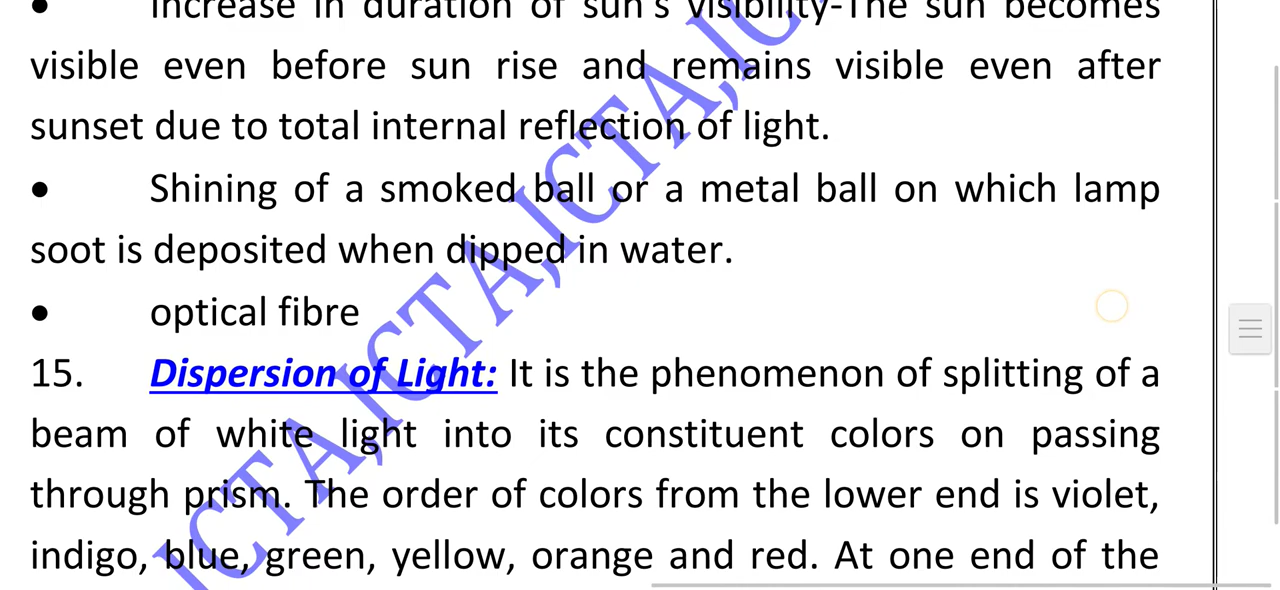 • Increase in duration of sun's visibility-The sun becomes
visible even before sun rise and remains visible even after
sunset due to total internal reflection of light.
• Shining of a smoked ball or a metal ball on which lamp
soot is deposited when dipped in water.
• optical fibre
15. Dispersion of Light: It is the phenomenon of splitting of a
beam of white light into its constituent colors on passing
through prism. The order of colors from the lower end is violet,
indigo, blue, green, yellow, orange and red. At one end of the
JCTA,JCTA,JCTA,JC